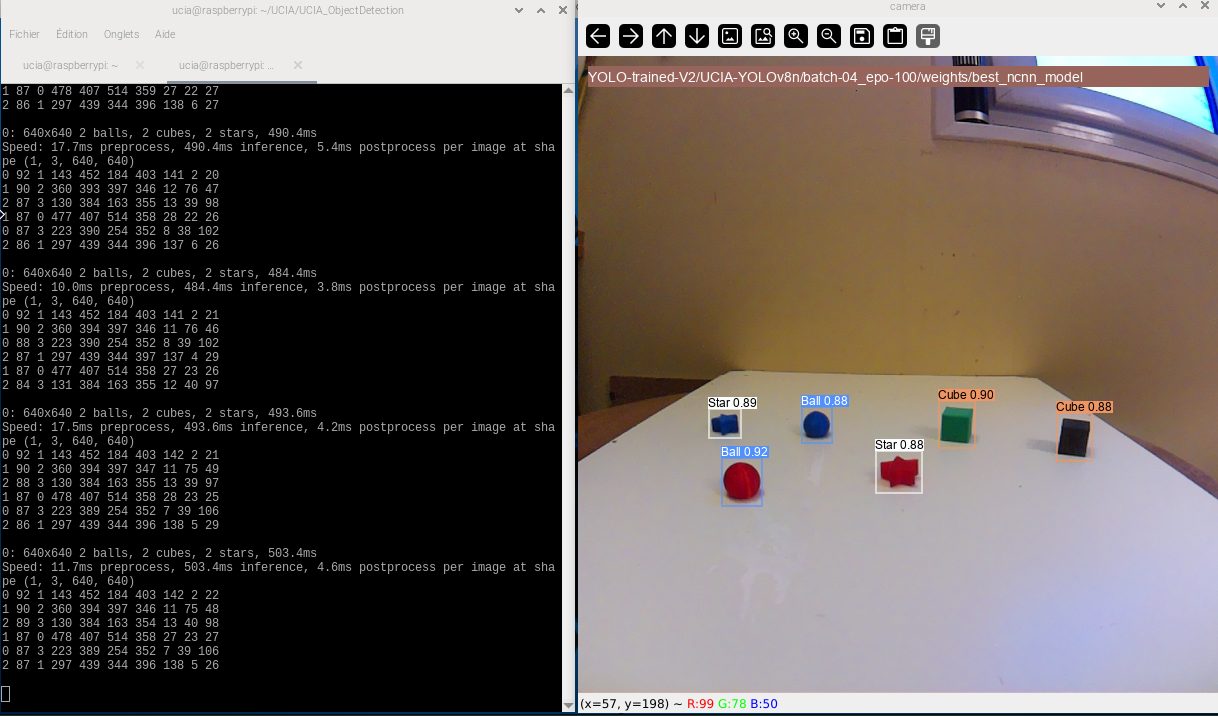 ucia@raspberrypi: ~/UCIA/UCIA_ObjectDetection
Fichier Édition Onglets Aide
ucia@raspberrypi: ~
ucia@raspberrypi: ...
1 87 0 478 407 514 359 27 22 27
2 86 1 297 439 344 396 138 6 27
0: 640x640 2 balls, 2 cubes, 2 stars, 490.4ms
Speed: 17.7ms preprocess, 490.4ms inference, 5.4ms postprocess per image at sha
pe (1, 3, 640, 640)
0 92 1 143 452 184 403 141 2 20
1 90 2 360 393 397 346 12 76 47
2 87 3 130 384 163 355 13 39 98
1 87 0 477 407 514 358 28 22 26
0 87 3 223 390 254 352 8 38 102
2 86 1 297 439 344 396 137 6 26
0: 640x640 2 balls, 2 cubes, 2 stars, 484.4ms
Speed: 10.0ms preprocess, 484.4ms inference, 3.8ms postprocess per image at sha
pe (1, 3, 640, 640)
0 92 1 143 452 184 403 141 2 21
1 90 2 360 394 397 346 11 76 46
0 88 3 223 390 254 352 8 39 102
2 87 1 297 439 344 397 137 4 29
1 87 0 477 407 514 358 27 23 26
2 84 3 131 384 163 355 12 40 97
0: 640x640 2 balls, 2 cubes, 2 stars, 493.6ms
Speed: 17.5ms preprocess, 493.6ms inference, 4.2ms postprocess per image at sha
pe (1, 3, 640, 640)
0 92 1 143 452 184 403 142 2 21
1 90 2 360 394 397 347 11 75 49
2 88 3 130 384 163 355 13 39 97
1 87 0 478 407 514 358 28 23 25
0 87 3 223 389 254 352 7 39 106
2 86 1 297 439 344 396 138 5 29
0: 640x640 2 balls, 2 cubes, 2 stars, 503.4ms
Speed: 11.7ms preprocess, 503.4ms inference, 4.6ms postprocess per image at sha
pe (1, 3, 640, 640)
0 92 1 143 452 184 403 142 2 22
1 90 2 360 394 397 346 11 75 48
2 89 3 130 384 163 354 13 40 98
1 87 0 478 407 514 358 27 23 27
0 87 3 223 389 254 352 7 39 106
2 87 1 297 439 344 396 138 5 26
camera
YOLO-trained-V2/UCIA-YOLOv8n/batch-04_epo-100/weights/best_ncnn_model
Star 0.89
Ball 0.88
Cube 0.90
Cube 0.88
Star 0.88
Ball 0.92
(x=57, y=198) ~ R:99 G:78 B:50